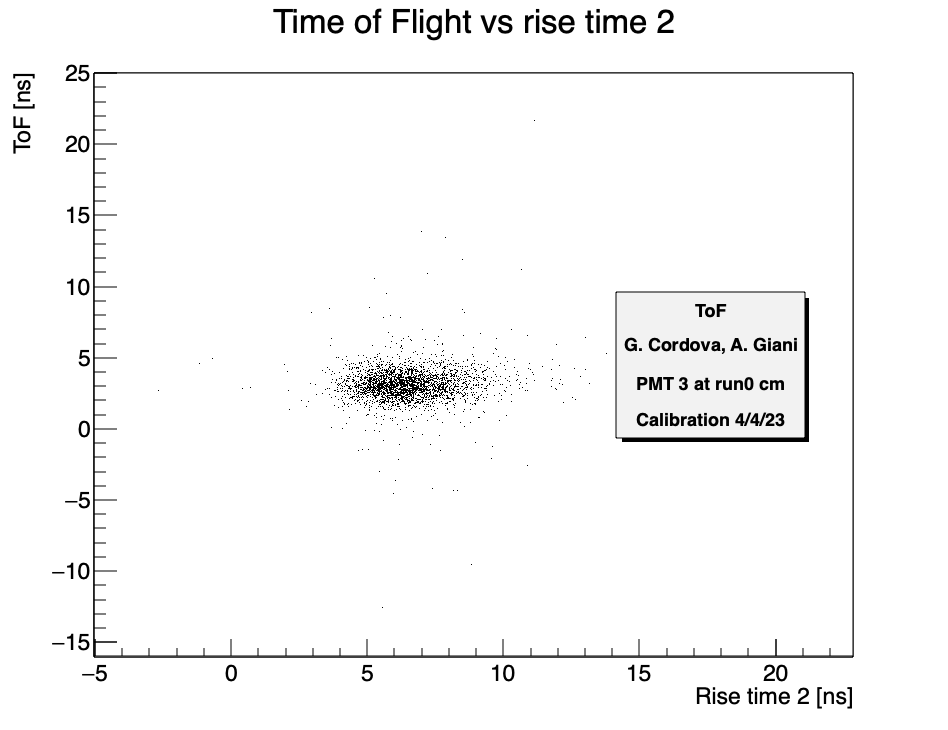 Time of Flight vs rise time 2
ToF [ns]
25
20
15
10
5
0
−5
−10
−15
−5 0 5 10 15 20
Rise time 2 [ns]
ToF
G. Cordova, A. Giani
PMT 3 at run0 cm
Calibration 4/4/23